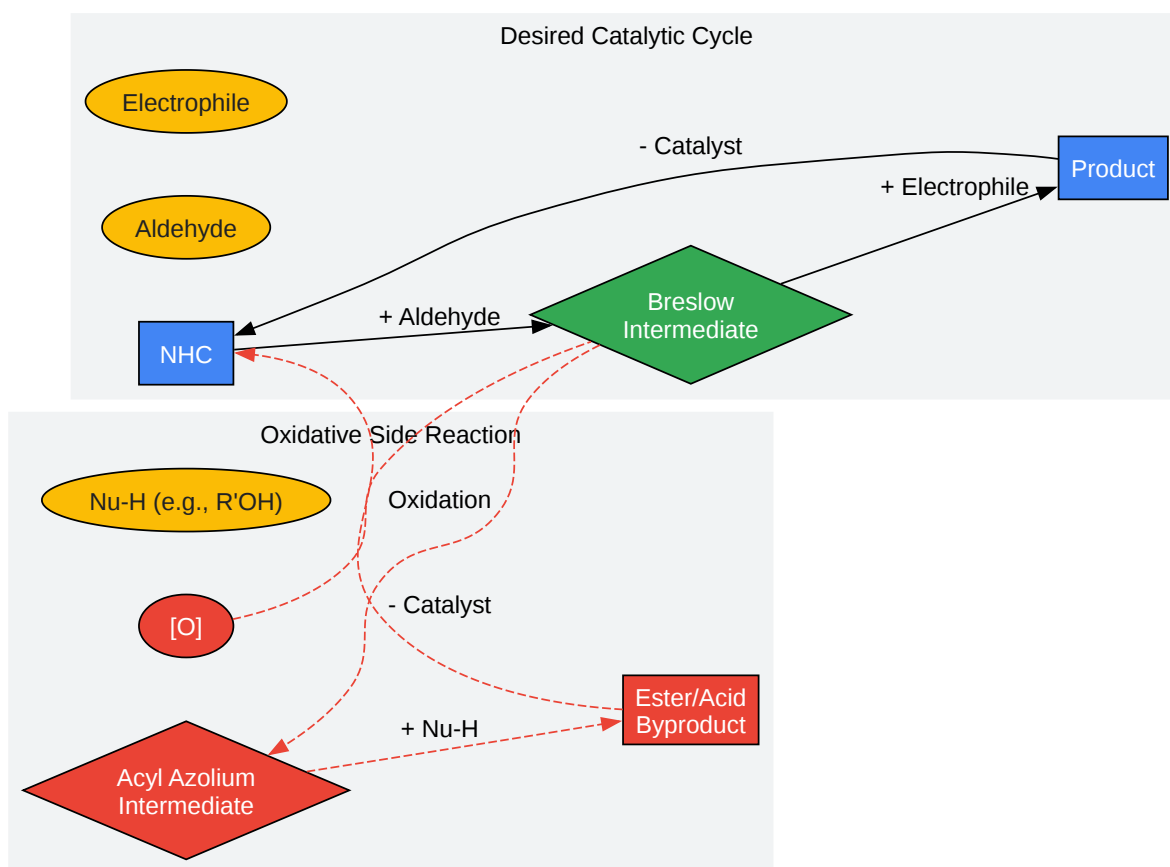 Desired Catalytic Cycle
Electrophile
- Catalyst
Product
+ Electrophile
Aldehyde
Breslow
Intermediate
+ Aldehyde
NHC
Oxidative Side Reaction
Nu-H (e.g., R'OH)
Oxidation
- Catalyst
[O]
Ester/Acid
Byproduct
+ Nu-H
Acyl Azolium
Intermediate